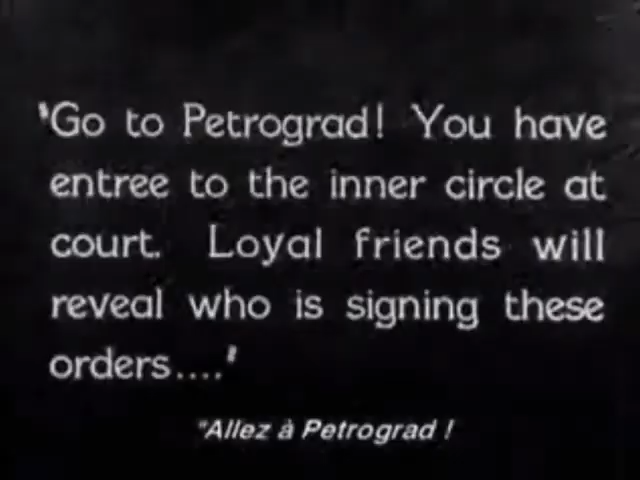 'Go to Petrograd! You have
entree to the inner circle at
court. Loyal friends will
reveal who is signing these
orders....'
"Allez à Petrograd !